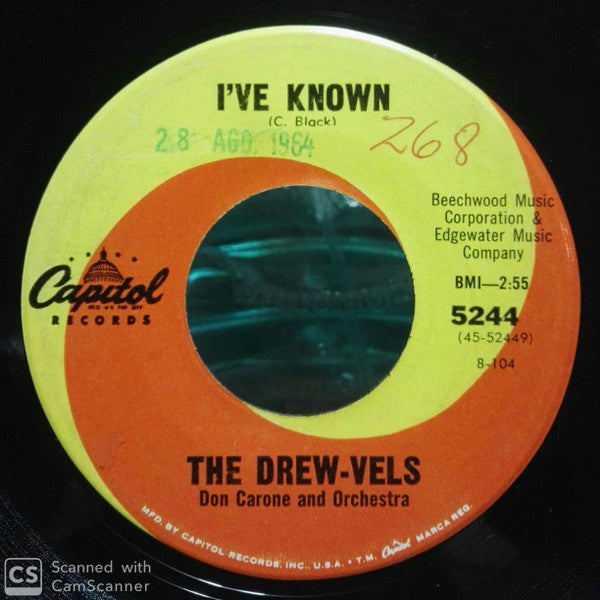 I'VE KNOWN
(C. Black)
28 AGO. 1964
268
Beechwood Music
Corporation &
Edgewater Music
Company
BMI—2:55
5244
(45-52449)
8-104
Capitol
RECORDS
THE DREW-VELS
Don Carone and Orchestra
MFD. BY CAPITOL RECORDS, INC., U.S.A. • T.M. Capitol MARCA REG.
CS Scanned with
CamScanner